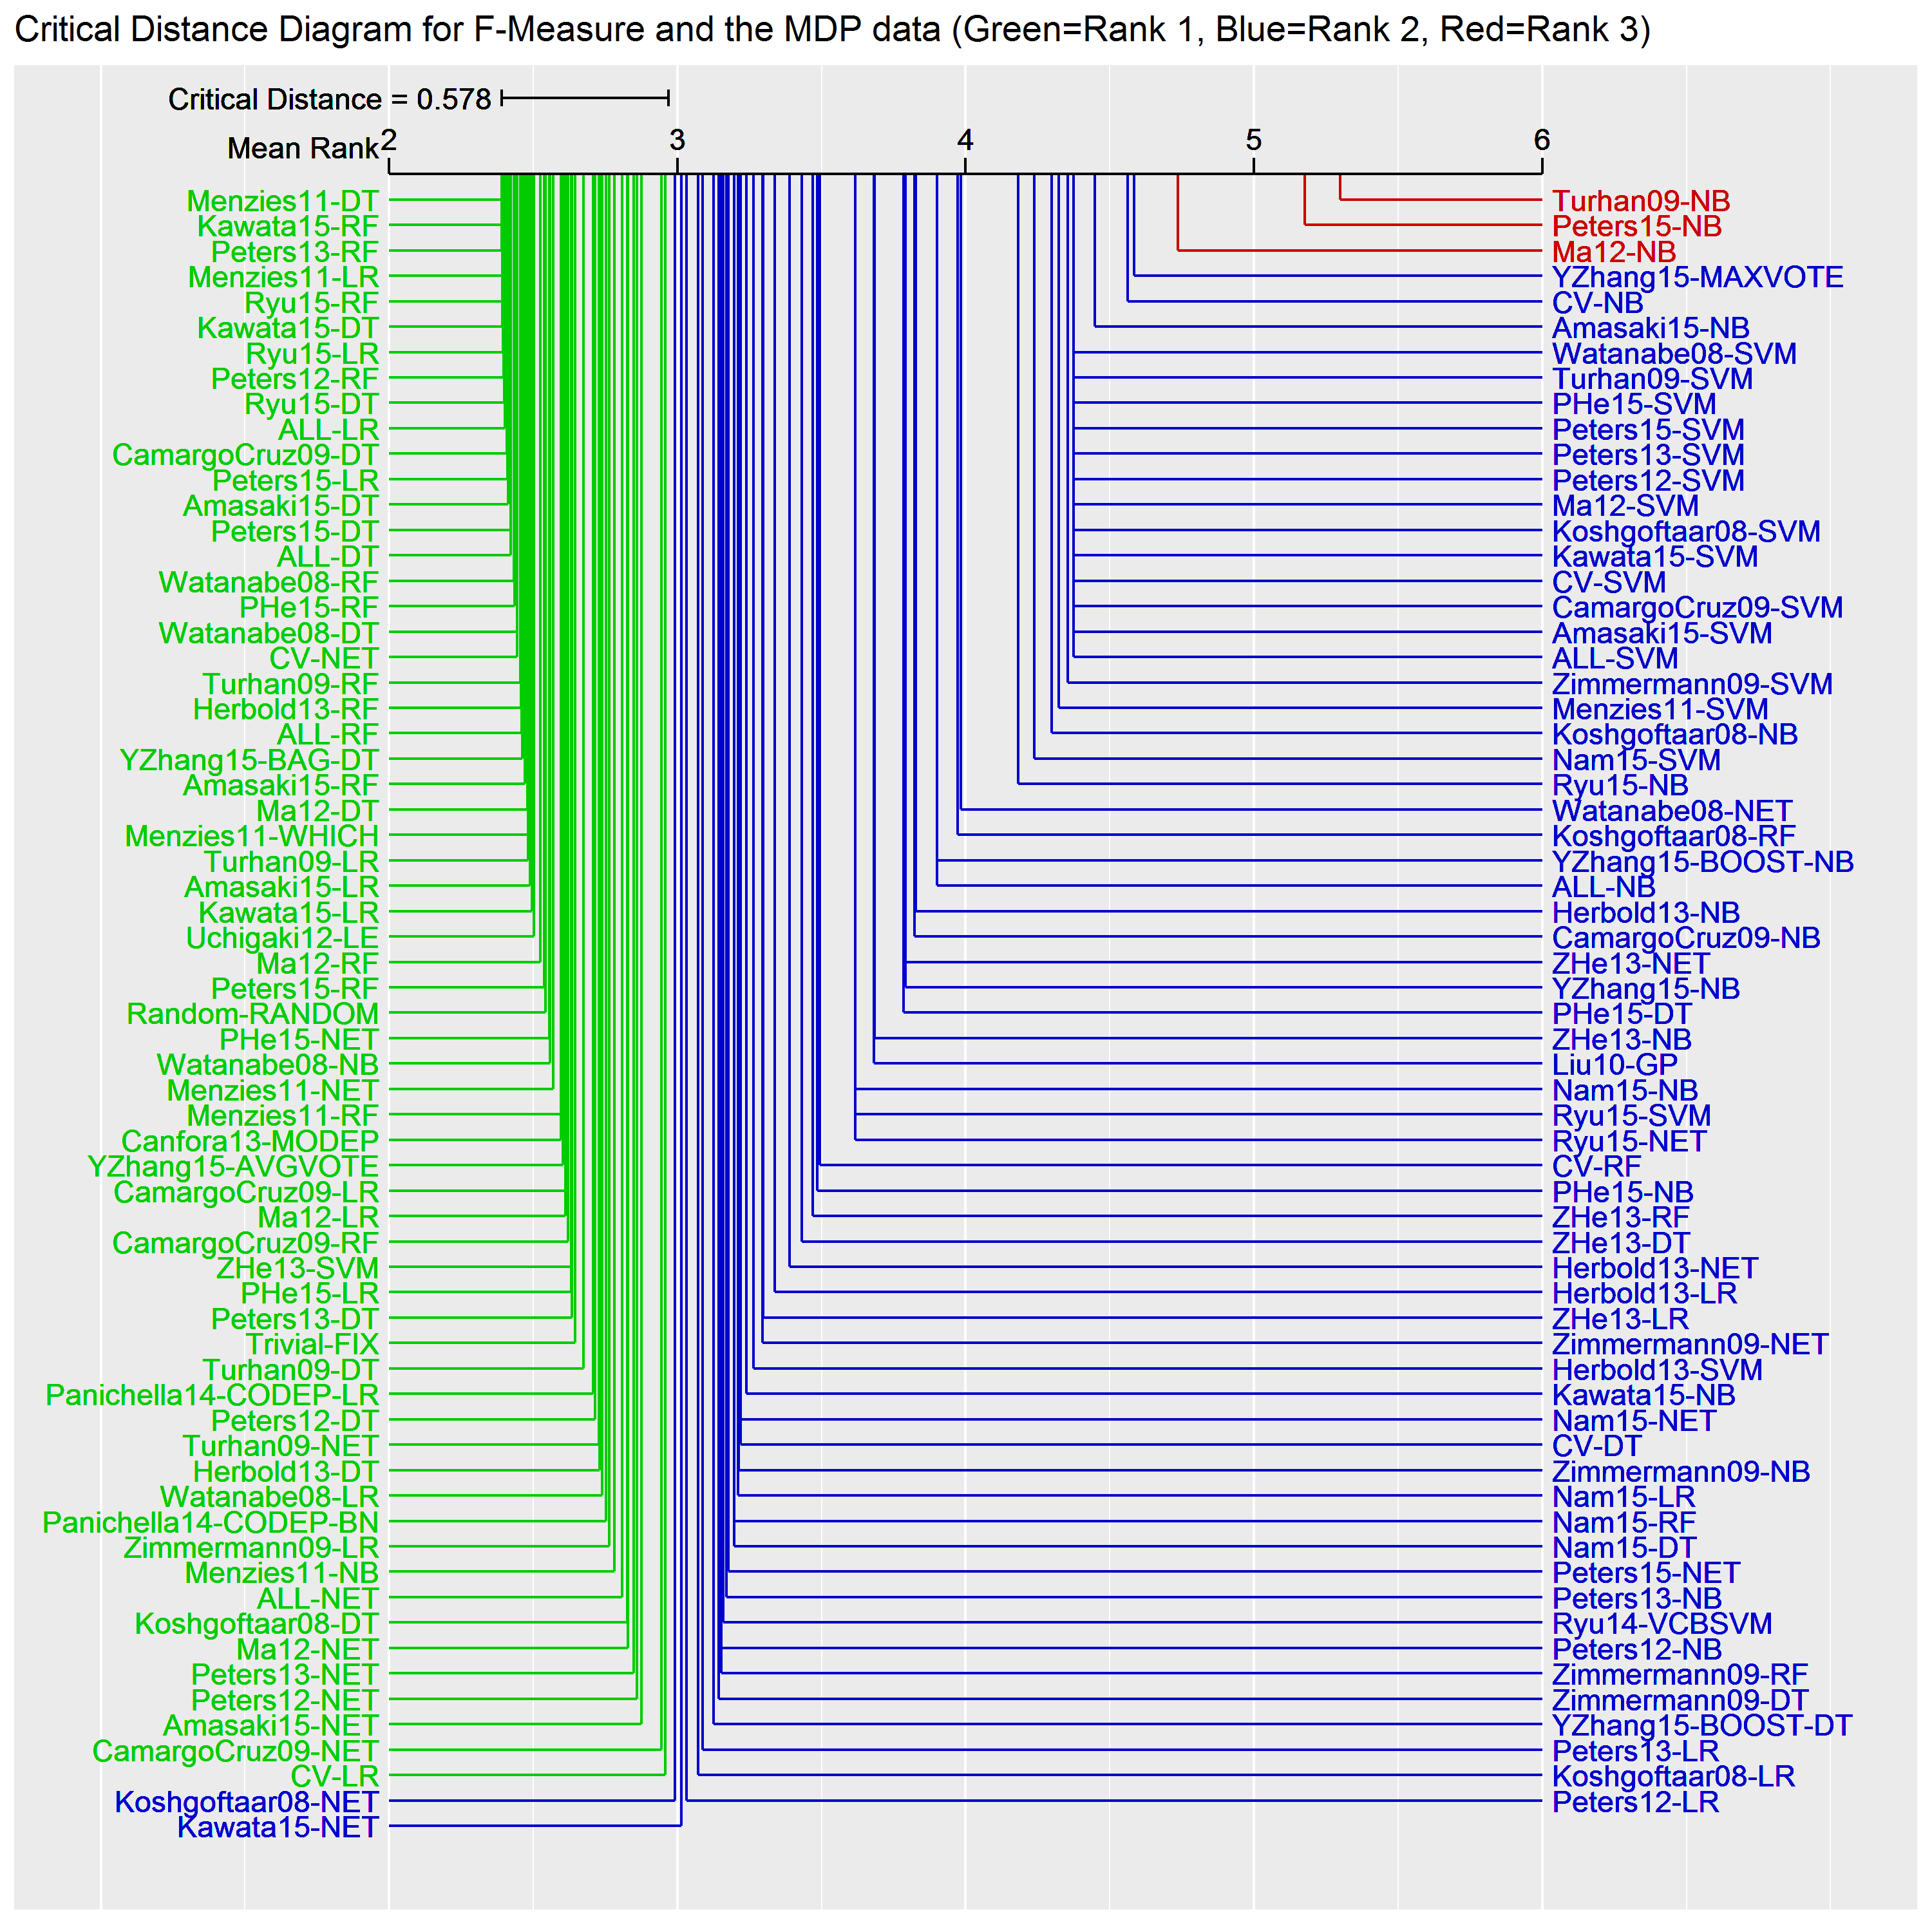 Critical Distance Diagram for F-Measure and the MDP data (Green=Rank 1, Blue=Rank 2, Red=Rank 3)
Critical Distance = 0.578
Mean Rank
2 3 4 5 6
Menzies11-DT
Kawata15-RF
Peters13-RF
Menzies11-LR
Ryu15-RF
Kawata15-DT
Ryu15-LR
Peters12-RF
Ryu15-DT
ALL-LR
CamargoCruz09-DT
Peters15-LR
Amasaki15-DT
Peters15-DT
ALL-DT
Watanabe08-RF
PHe15-RF
Watanabe08-DT
CV-NET
Turhan09-RF
Herbold13-RF
ALL-RF
YZhang15-BAG-DT
Amasaki15-RF
Ma12-DT
Menzies11-WHICH
Turhan09-LR
Amasaki15-LR
Kawata15-LR
Uchigaki12-LE
Ma12-RF
Peters15-RF
Random-RANDOM
PHe15-NET
Watanabe08-NB
Menzies11-NET
Menzies11-RF
Canfora13-MODEP
YZhang15-AVGVOTE
CamargoCruz09-LR
Ma12-LR
CamargoCruz09-RF
ZHe13-SVM
PHe15-LR
Peters13-DT
Trivial-FIX
Turhan09-DT
Panichella14-CODEP-LR
Peters12-DT
Turhan09-NET
Herbold13-DT
Watanabe08-LR
Panichella14-CODEP-BN
Zimmermann09-LR
Menzies11-NB
ALL-NET
Koshgoftaar08-DT
Ma12-NET
Peters13-NET
Peters12-NET
Amasaki15-NET
CamargoCruz09-NET
CV-LR
Koshgoftaar08-NET
Kawata15-NET
Turhan09-NB
Peters15-NB
Ma12-NB
YZhang15-MAXVOTE
CV-NB
Amasaki15-NB
Watanabe08-SVM
Turhan09-SVM
PHe15-SVM
Peters15-SVM
Peters13-SVM
Peters12-SVM
Ma12-SVM
Koshgoftaar08-SVM
Kawata15-SVM
CV-SVM
CamargoCruz09-SVM
Amasaki15-SVM
ALL-SVM
Zimmermann09-SVM
Menzies11-SVM
Koshgoftaar08-NB
Nam15-SVM
Ryu15-NB
Watanabe08-NET
Koshgoftaar08-RF
YZhang15-BOOST-NB
ALL-NB
Herbold13-NB
CamargoCruz09-NB
ZHe13-NET
YZhang15-NB
PHe15-DT
ZHe13-NB
Liu10-GP
Nam15-NB
Ryu15-SVM
Ryu15-NET
CV-RF
PHe15-NB
ZHe13-RF
ZHe13-DT
Herbold13-NET
Herbold13-LR
ZHe13-LR
Zimmermann09-NET
Herbold13-SVM
Kawata15-NB
Nam15-NET
CV-DT
Zimmermann09-NB
Nam15-LR
Nam15-RF
Nam15-DT
Peters15-NET
Peters13-NB
Ryu14-VCBSVM
Peters12-NB
Zimmermann09-RF
Zimmermann09-DT
YZhang15-BOOST-DT
Peters13-LR
Koshgoftaar08-LR
Peters12-LR